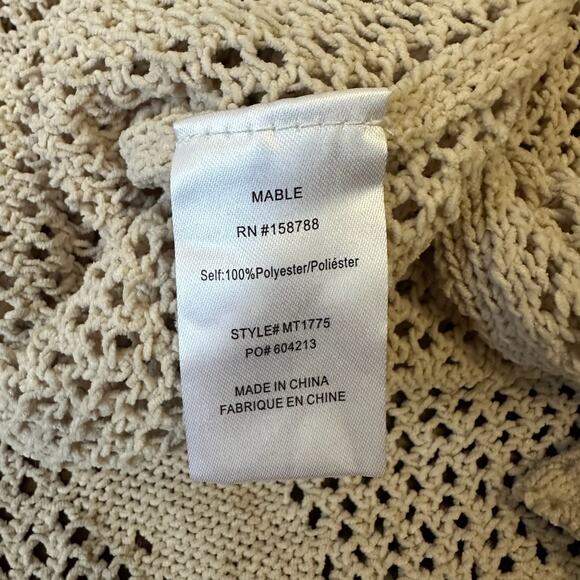 MABLE
RN #158788
Self:100%Polyester/Poliéster
STYLE# MT1775
PO# 604213
MADE IN CHINA
FABRIQUE EN CHINE